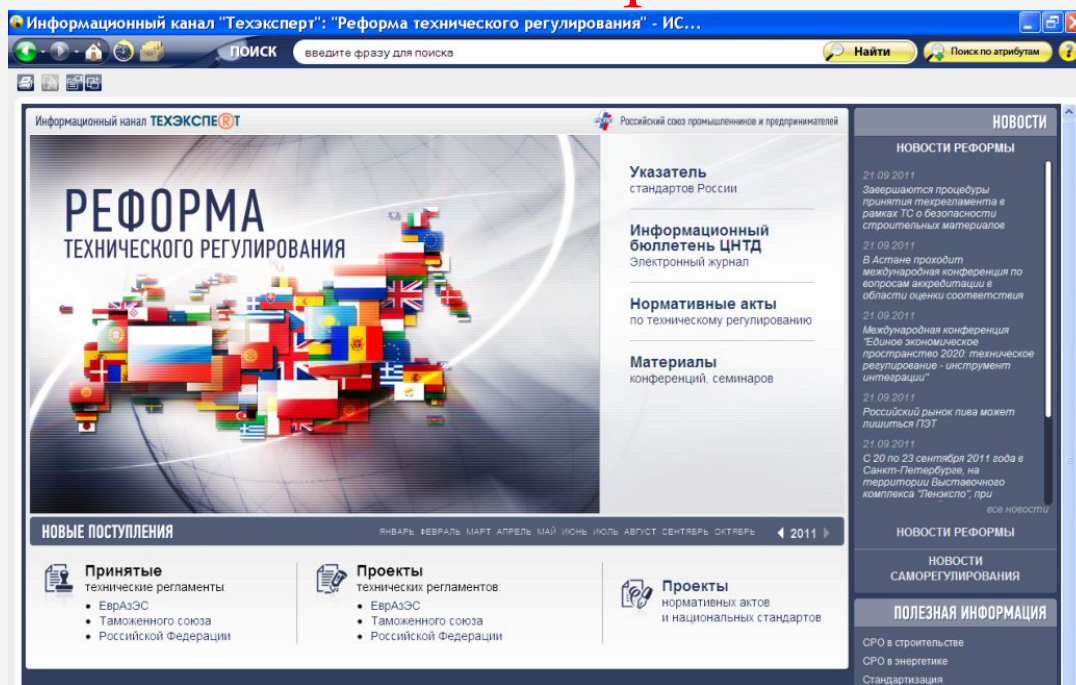 Информационный канал "Техэксперт": "Реформа технического регулирования" - ИС...
ПОИСК
введите фразу для поиска
Найти
Поиск по атрибутам
?
Информационный канал ТЕХЭКСПЕRТ
Российский союз промышленников и предпринимателей
РЕФОРМА
ТЕХНИЧЕСКОГО РЕГУЛИРОВАНИЯ
Указатель
стандартов России
Информационный
бюллетень ЦНТД
Электронный журнал
Нормативные акты
по техническому регулированию
Материалы
конференций, семинаров
НОВЫЕ ПОСТУПЛЕНИЯ
ЯНВАРЬ ФЕВРАЛЬ МАРТ АПРЕЛЬ МАЙ ИЮНЬ ИЮЛЬ АВГУСТ СЕНТЯБРЬ ОКТЯБРЬ
2011
Принятые
технические регламенты:
• ЕврАзЭС
• Таможенного союза
• Российской Федерации
Проекты
технических регламентов:
• ЕврАзЭС
• Таможенного союза
• Российской Федерации
Проекты
нормативных актов
и национальных стандартов
НОВОСТИ
НОВОСТИ РЕФОРМЫ
21.09.2011
Завершаются процедуры
принятия техрегламента в
рамках ТС о безопасности
строительных материалов
21.09.2011
В Астане проходит
международная конференция по
вопросам аккредитации в
области оценки соответствия
21.09.2011
Международная конференция
"Единое экономическое
пространство 2020: техническое
регулирование - инструмент
интеграции"
21.09.2011
Российский рынок пива может
лишиться ПЭТ
21.09.2011
С 20 по 23 сентября 2011 года в
Санкт-Петербурге, на
территории Выставочного
комплекса "Ленэкспо", при
все новости
НОВОСТИ РЕФОРМЫ
НОВОСТИ
САМОРЕГУЛИРОВАНИЯ
ПОЛЕЗНАЯ ИНФОРМАЦИЯ
СРО в строительстве
СРО в энергетике
Стандартизация